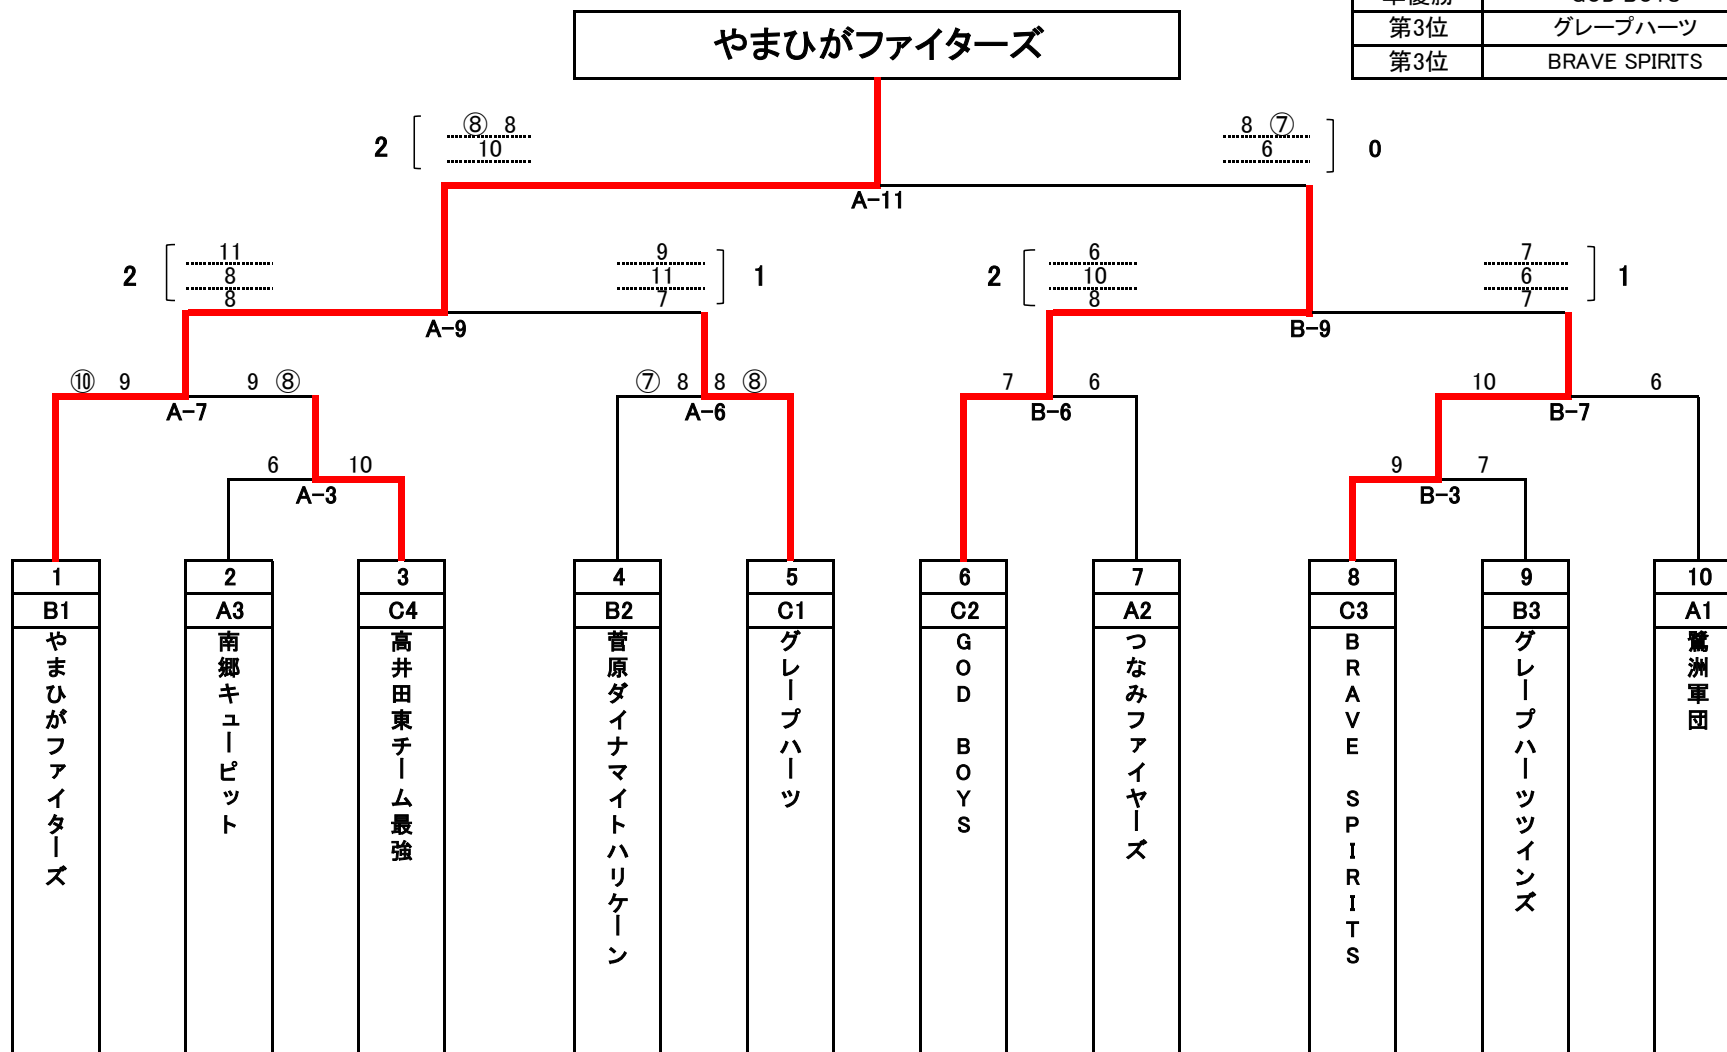 準優勝 GOD BOYS
第3位 グレープハーツ
第3位 BRAVE SPIRITS
やまひがファイターズ
2 ⑧ 8 8 ⑦ 0
10 6
A-11
2 11 9 1 2 6 7 1
8 11 10 6
8 7 8 7
A-9 B-9
⑩ 9 9 ⑧ ⑦ 8 8 ⑧ 7 6 10 6
A-7 A-6 B-6 B-7
6 10 9 7
A-3 B-3
1 2 3 4 5 6 7 8 9 10
B1 A3 C4 B2 C1 C2 A2 C3 B3 A1
やまひがファイターズ
南郷キューピット
高井田東チーム最強
菅原ダイナマイトハリケーン
グレープハーツ
GOD BOYS
つなみファイヤーズ
BRAVE SPIRITS
グレープハーツツインズ
鷺洲軍団